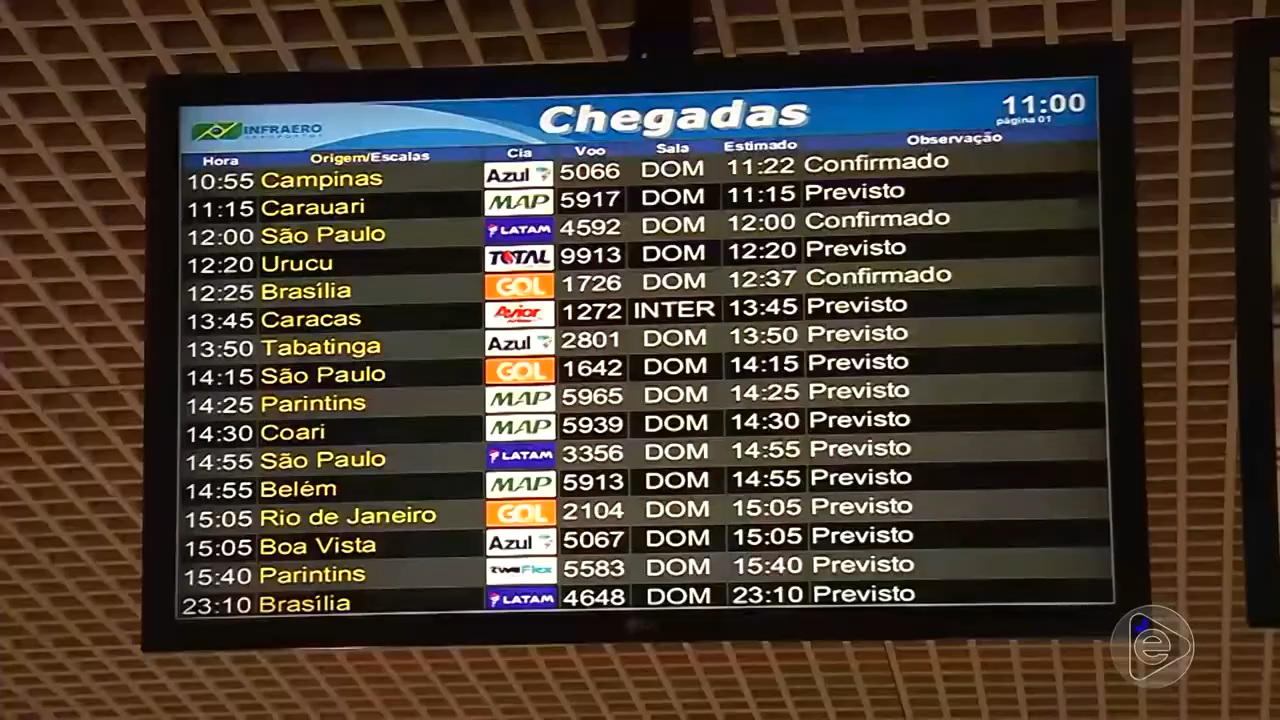 INFRAERO
AEROPORTOS
Chegadas
11:00
página 01
Hora Origem/Escalas Cia Voo Sala Estimado Observação
10:55 Campinas Azul 5066 DOM 11:22 Confirmado
11:15 Carauari MAP 5917 DOM 11:15 Previsto
12:00 São Paulo LATAM 4592 DOM 12:00 Confirmado
12:20 Urucu TOTAL 9913 DOM 12:20 Previsto
12:25 Brasília GOL 1726 DOM 12:37 Confirmado
13:45 Caracas Avior 1272 INTER 13:45 Previsto
13:50 Tabatinga Azul 2801 DOM 13:50 Previsto
14:15 São Paulo GOL 1642 DOM 14:15 Previsto
14:25 Parintins MAP 5965 DOM 14:25 Previsto
14:30 Coari MAP 5939 DOM 14:30 Previsto
14:55 São Paulo LATAM 3356 DOM 14:55 Previsto
14:55 Belém MAP 5913 DOM 14:55 Previsto
15:05 Rio de Janeiro GOL 2104 DOM 15:05 Previsto
15:05 Boa Vista Azul 5067 DOM 15:05 Previsto
15:40 Parintins twoFlex 5583 DOM 15:40 Previsto
23:10 Brasília LATAM 4648 DOM 23:10 Previsto
e